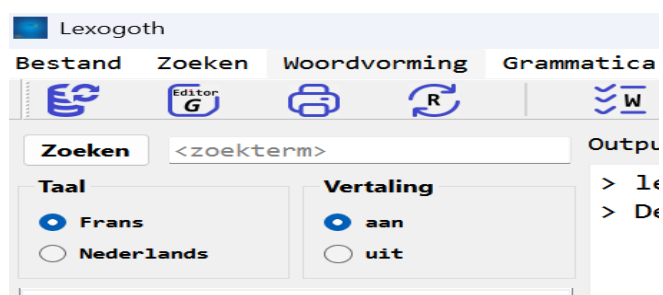 Lexogoth
Bestand Zoeken Woordvorming Grammatica
Editor G R W
Zoeken <zoekterm>
Taal Vertaling
Frans aan
Nederlands uit
Outpu
> le
> De